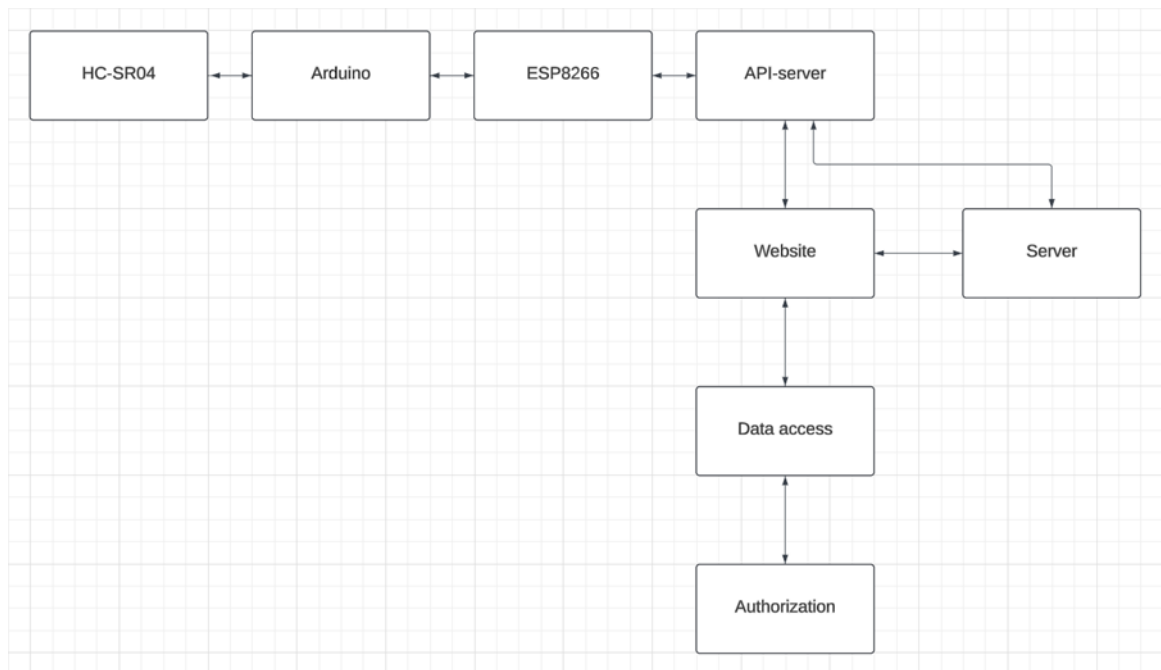 HC-SR04
Arduino
ESP8266
API-server
Website
Server
Data access
Authorization